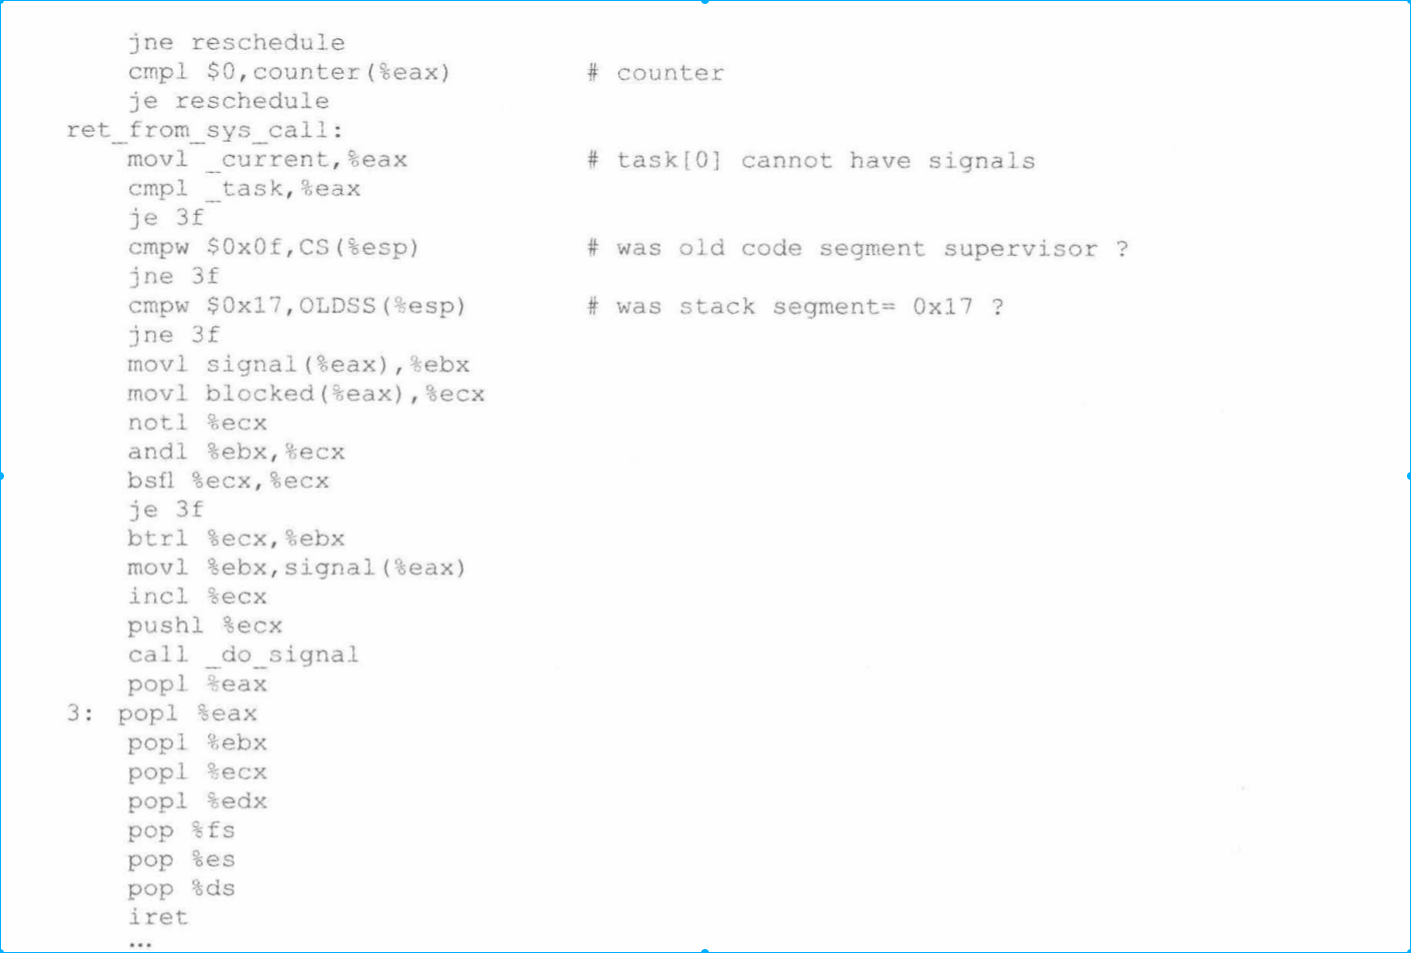 jne reschedule
cmpl $0,counter(%eax) # counter
je reschedule
ret_from_sys_call:
movl _current,%eax # task[0] cannot have signals
cmpl _task,%eax
je 3f
cmpw $0x0f,CS(%esp) # was old code segment supervisor ?
jne 3f
cmpw $0x17,OLDSS(%esp) # was stack segment= 0x17 ?
jne 3f
movl signal(%eax),%ebx
movl blocked(%eax),%ecx
notl %ecx
andl %ebx,%ecx
bsfl %ecx,%ecx
je 3f
btrl %ecx,%ebx
movl %ebx,signal(%eax)
incl %ecx
pushl %ecx
call _do_signal
popl %eax
3: popl %eax
popl %ebx
popl %ecx
popl %edx
pop %fs
pop %es
pop %ds
iret
…